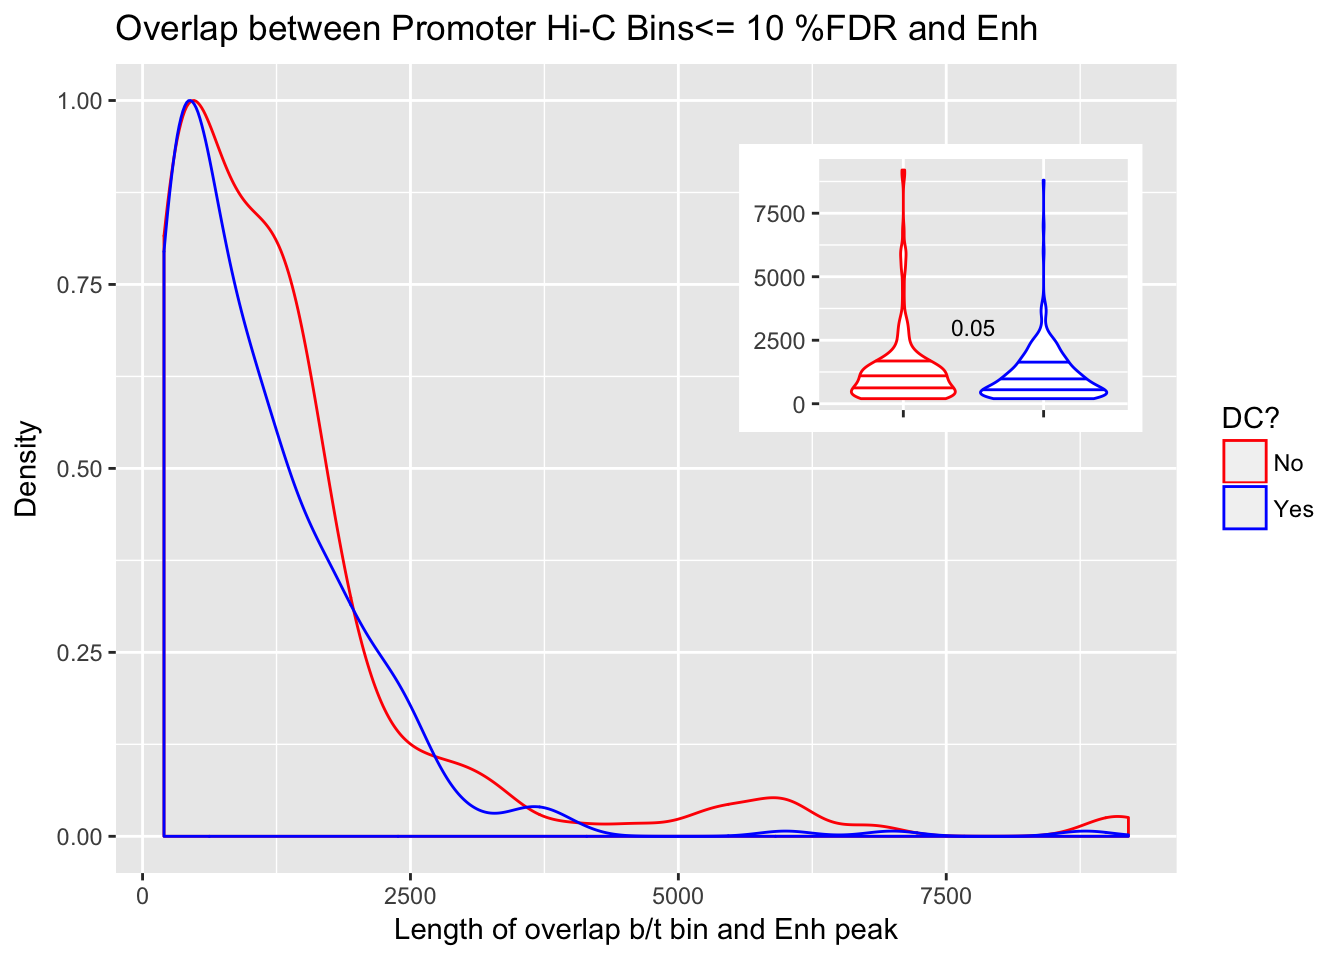 Overlap between Promoter Hi-C Bins<= 10 %FDR and Enh
1.00
0.75
0.50
0.25
0.00
Density
0
2500
5000
7500
Length of overlap b/t bin and Enh peak
7500
5000
2500
0
0.05
DC?
No
Yes